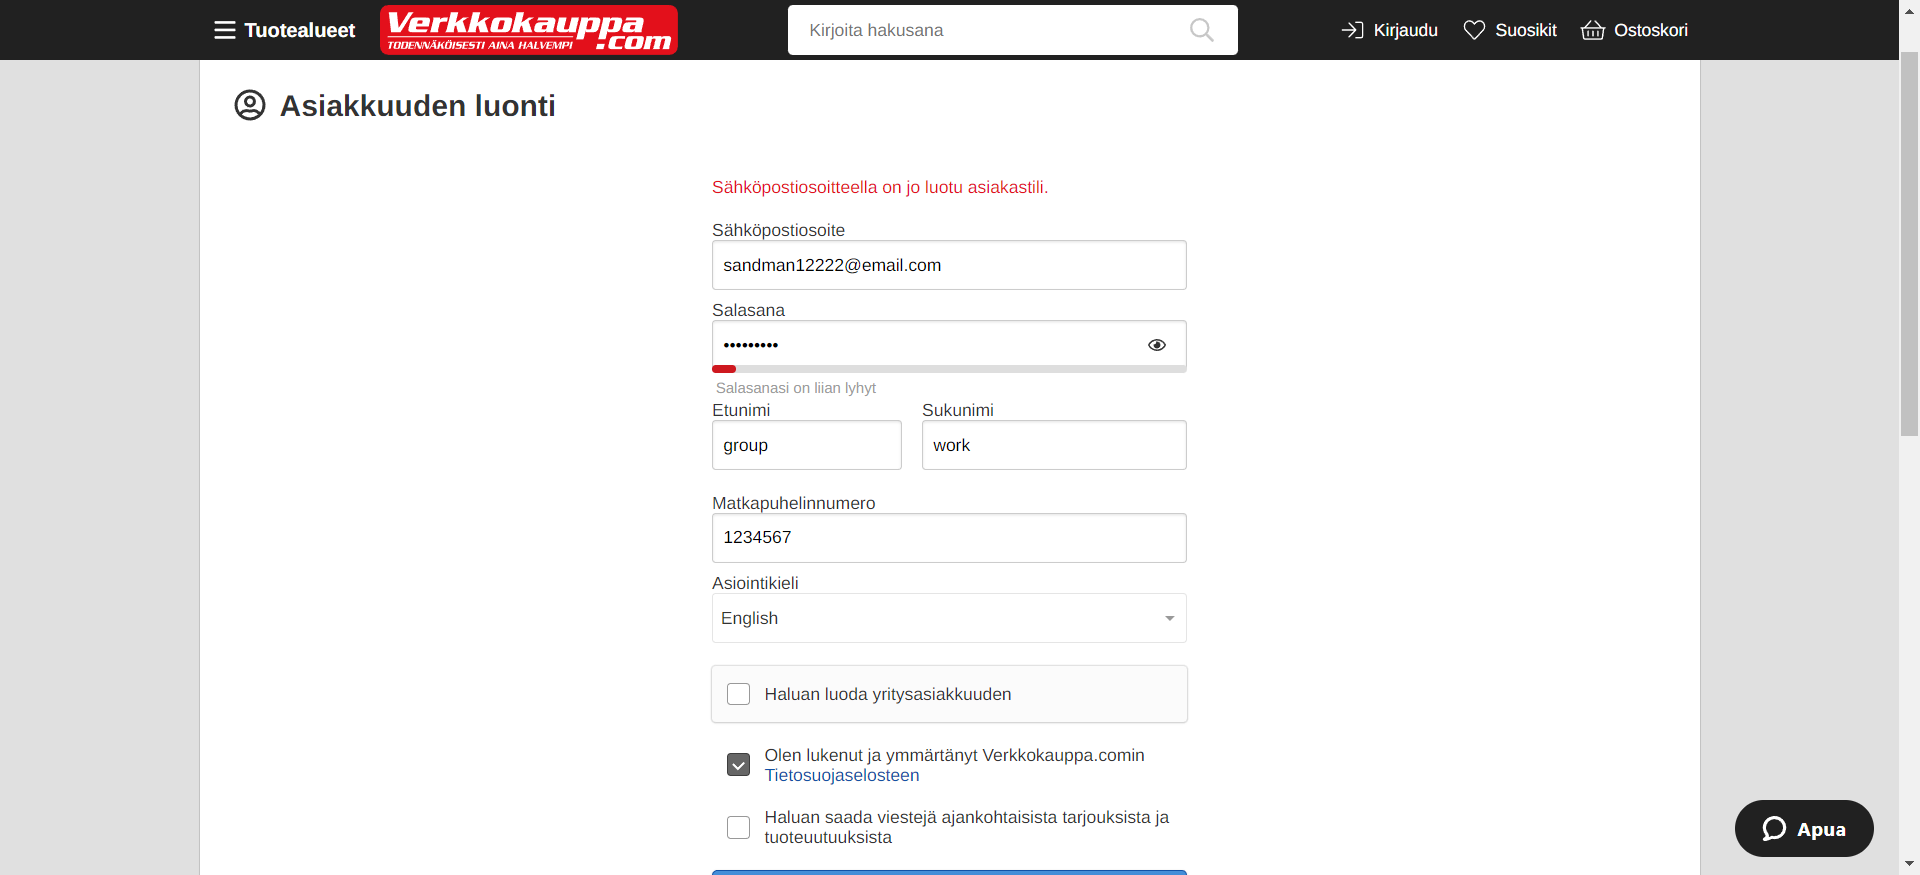 Tuotealueet
Verkkokauppa.com
TODENNÄKÖISESTI AINA HALVEMPI
Kirjoita hakusana
Kirjaudu
Suosikit
Ostoskori
Asiakkuuden luonti
Sähköpostiosoitteella on jo luotu asiakastili.
Sähköpostiosoite
sandman12222@email.com
Salasana
•••••••••
Salasanasi on liian lyhyt
Etunimi
Sukunimi
group
work
Matkapuhelinnumero
1234567
Asiointikieli
English
Haluan luoda yritysasiakkuuden
Olen lukenut ja ymmärtänyt Verkkokauppa.comin
Tietosuojaselosteen
Haluan saada viestejä ajankohtaisista tarjouksista ja
tuoteuutuuksista
Apua